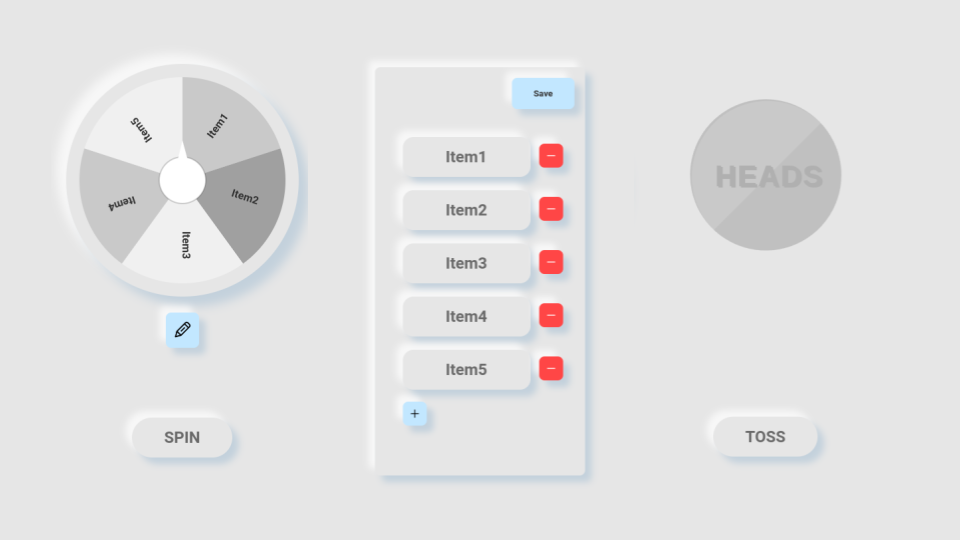 Item1
Item2
Item3
Item4
Item5
SPIN
Save
Item1
Item2
Item3
Item4
Item5
+
HEADS
TOSS